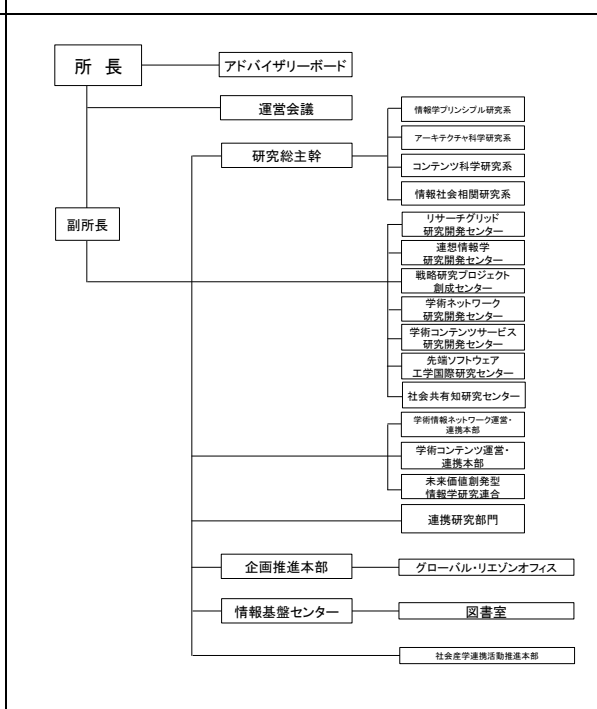 所 長
アドバイザリーボード
運営会議
情報学プリンシプル研究系
アーキテクチャ科学研究系
研究総主幹
コンテンツ科学研究系
情報社会相関研究系
副所長
リサーチグリッド
研究開発センター
連想情報学
研究開発センター
戦略研究プロジェクト
創成センター
学術ネットワーク
研究開発センター
学術コンテンツサービス
研究開発センター
先端ソフトウェア
工学国際研究センター
社会共有知研究センター
学術情報ネットワーク運営・
連携本部
学術コンテンツ運営・
連携本部
未来価値創発型
情報学研究連合
連携研究部門
企画推進本部
グローバル・リエゾンオフィス
情報基盤センター
図書室
社会産学連携活動推進本部